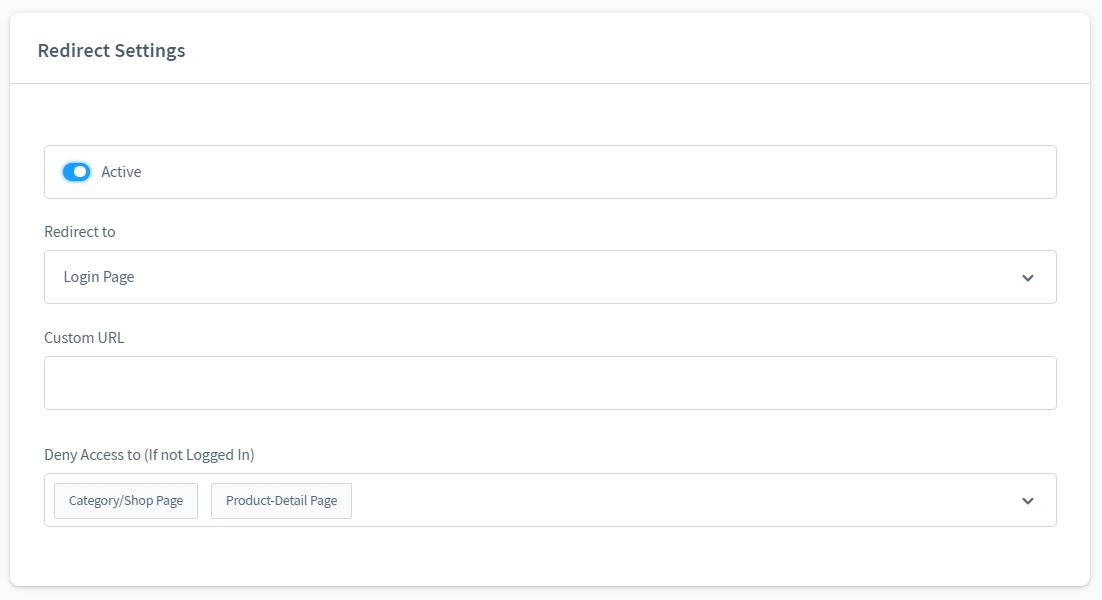 Redirect Settings
Active
Redirect to
Login Page
Custom URL
Deny Access to (If not Logged In)
Category/Shop Page Product-Detail Page